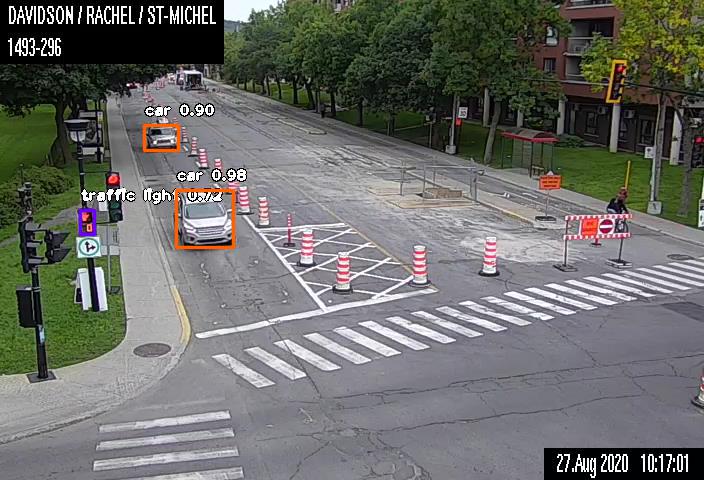 DAVIDSON / RACHEL / ST-MICHEL
1493-296
car 0.90
car 0.98
traffic light 0.72
27.Aug 2020 10:17:01